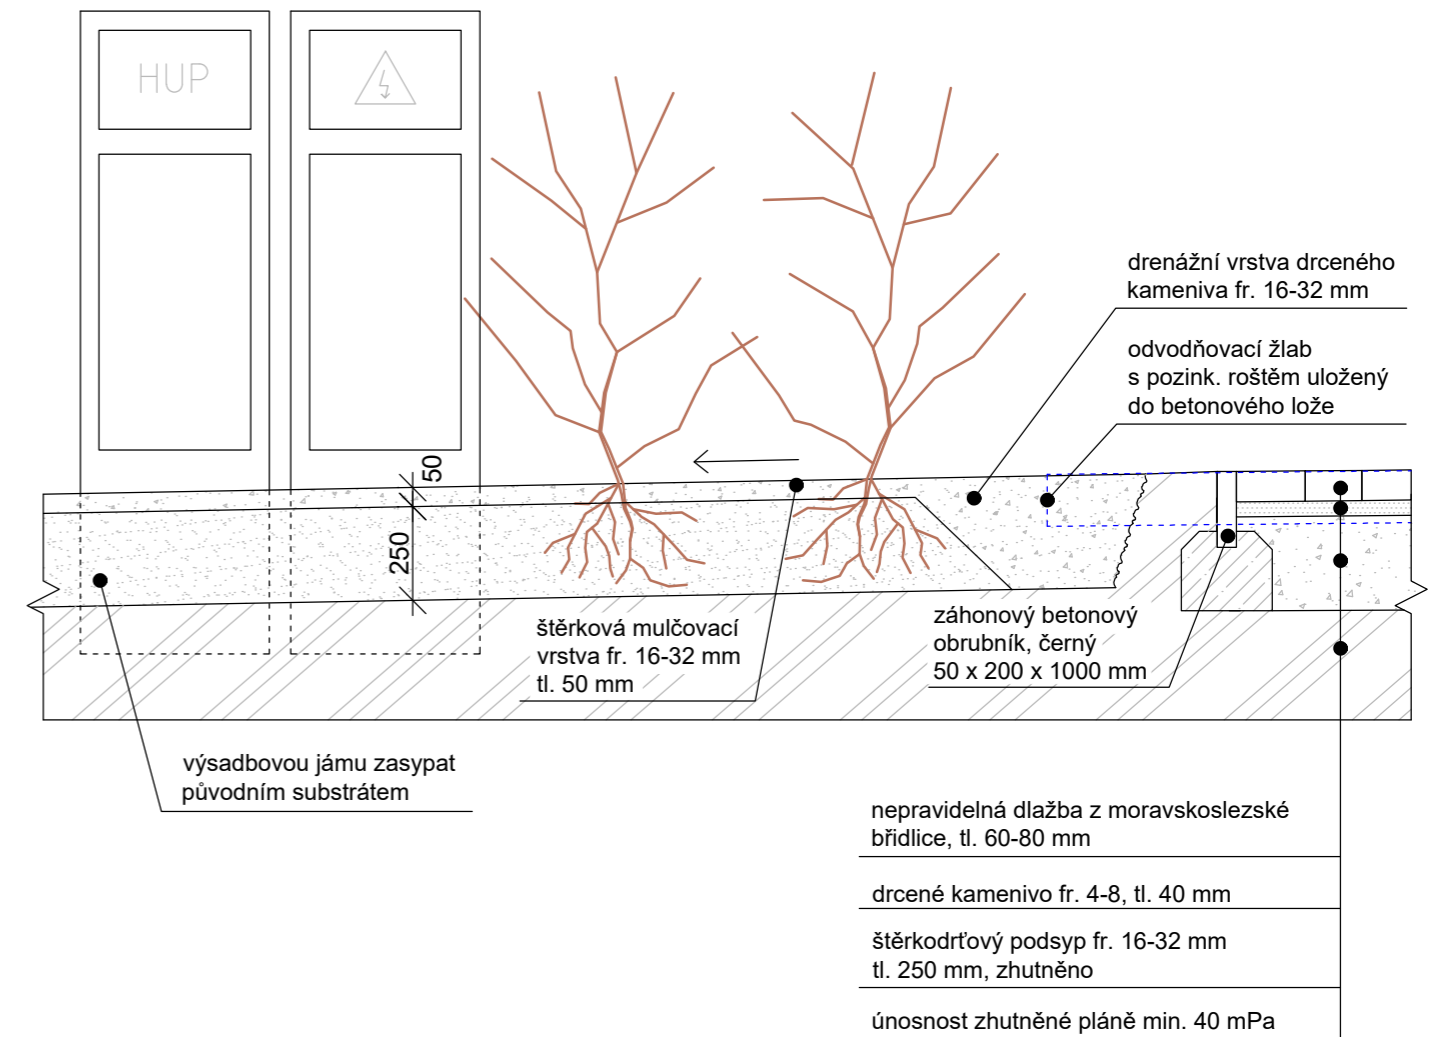 HUP
drenážní vrstva drceného
kameniva fr. 16-32 mm
odvodňovací žlab
s pozink. roštěm uložený
do betonového lože
50
250
štěrková mulčovací
vrstva fr. 16-32 mm
tl. 50 mm
záhonový betonový
obrubník, černý
50 x 200 x 1000 mm
výsadbovou jámu zasypat
původním substrátem
nepravidelná dlažba z moravskoslezské
břidlice, tl. 60-80 mm
drcené kamenivo fr. 4-8, tl. 40 mm
štěrkodrťový podsyp fr. 16-32 mm
tl. 250 mm, zhutněno
únosnost zhutněné pláně min. 40 mPa